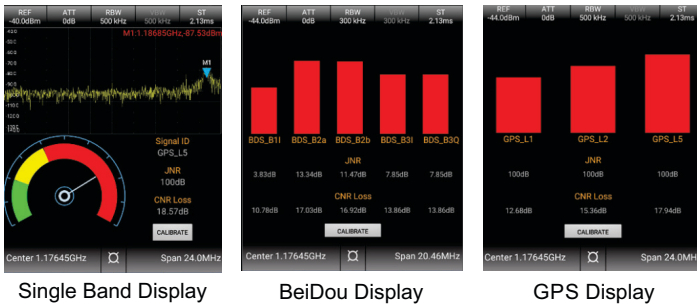 REF ATT RBW VBW ST
-40.0dBm 0dB 500 kHz 500 kHz 2.13ms
M1:1.18685GHz,-87.53dBm
M1
Signal ID
GPS_L5
JNR
100dB
CNR Loss
18.57dB
CALIBRATE
Center 1.17645GHz Span 24.0MHz
Single Band Display
REF ATT RBW VBW ST
-44.0dBm 0dB 300 kHz 300 kHz 2.13ms
BDS_B1I BDS_B2a BDS_B2b BDS_B3I BDS_B3Q
JNR
3.83dB 13.34dB 11.47dB 7.85dB 7.85dB
CNR Loss
10.78dB 17.03dB 16.92dB 13.86dB 13.86dB
CALIBRATE
Center 1.17645GHz Span 20.46MHz
BeiDou Display
REF ATT RBW VBW ST
-44.0dBm 0dB 500 kHz 500 kHz 2.13ms
GPS_L1 GPS_L2 GPS_L5
JNR
100dB 100dB 100dB
CNR Loss
12.68dB 15.36dB 17.94dB
CALIBRATE
Center 1.17645GHz Span 24.0MH
GPS Display